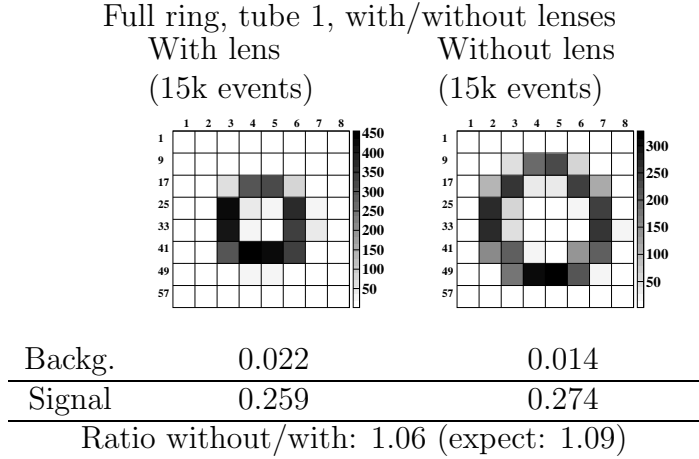 Full ring, tube 1, with/without lenses
With lens Without lens
(15k events) (15k events)
1 2 3 4 5 6 7 8 1 2 3 4 5 6 7 8
1 450 1
9 400 9 300
17 350 17 250
25 300 25 200
33 250 33 150
41 200 41 100
49 150 49 50
57 100 57
50
Backg. 0.022 0.014
Signal 0.259 0.274
Ratio without/with: 1.06 (expect: 1.09)